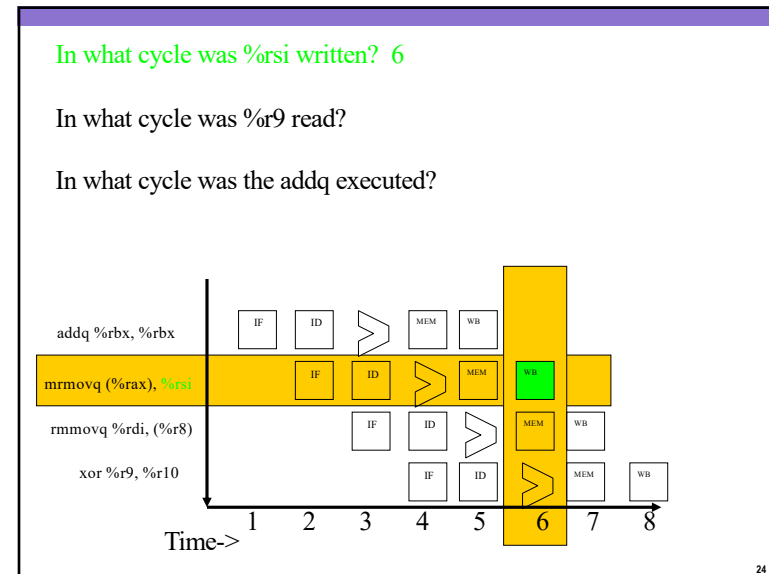 In what cycle was %rsi written? 6
In what cycle was %r9 read?
In what cycle was the addq executed?
addq %rbx, %rbx IF ID MEM WB
mrmovq (%rax), %rsi IF ID MEM WB
rmmovq %rdi, (%r8) IF ID MEM WB
xor %r9, %r10 IF ID MEM WB
1 2 3 4 5 6 7 8
Time->
24